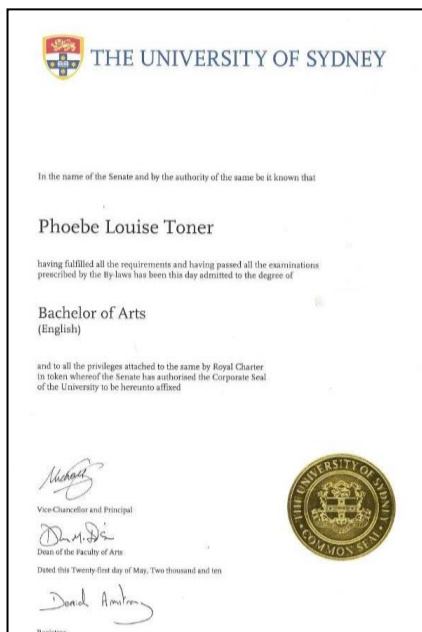 THE UNIVERSITY OF SYDNEY
In the name of the Senate and by the authority of the same be it known that
Phoebe Louise Toner
having fulfilled all the requirements and having passed all the examinations
prescribed by the By-laws has been this day admitted to the degree of
Bachelor of Arts
(English)
and to all the privileges attached to the same by Royal Charter
in token whereof the Senate has authorised the Corporate Seal
of the University to be hereunto affixed
Vice-Chancellor and Principal
Dean of the Faculty of Arts
Dated this Twenty-first day of May, Two thousand and ten
David Armstrong
THE UNIVERSITY OF SYDNEY
COMMON SEAL